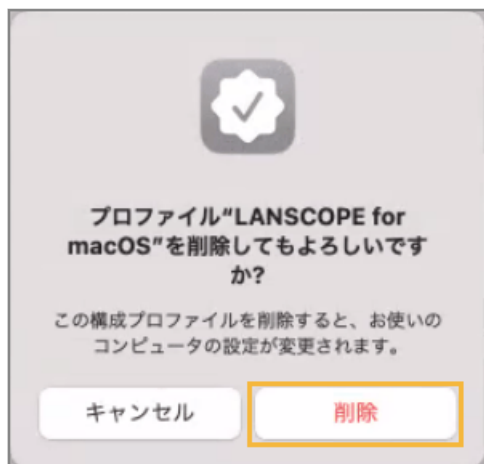 プロファイル“LANSCOPE for
macOS”を削除してもよろしいです
か?
この構成プロファイルを削除すると、お使いの
コンピュータの設定が変更されます。
キャンセル
削除